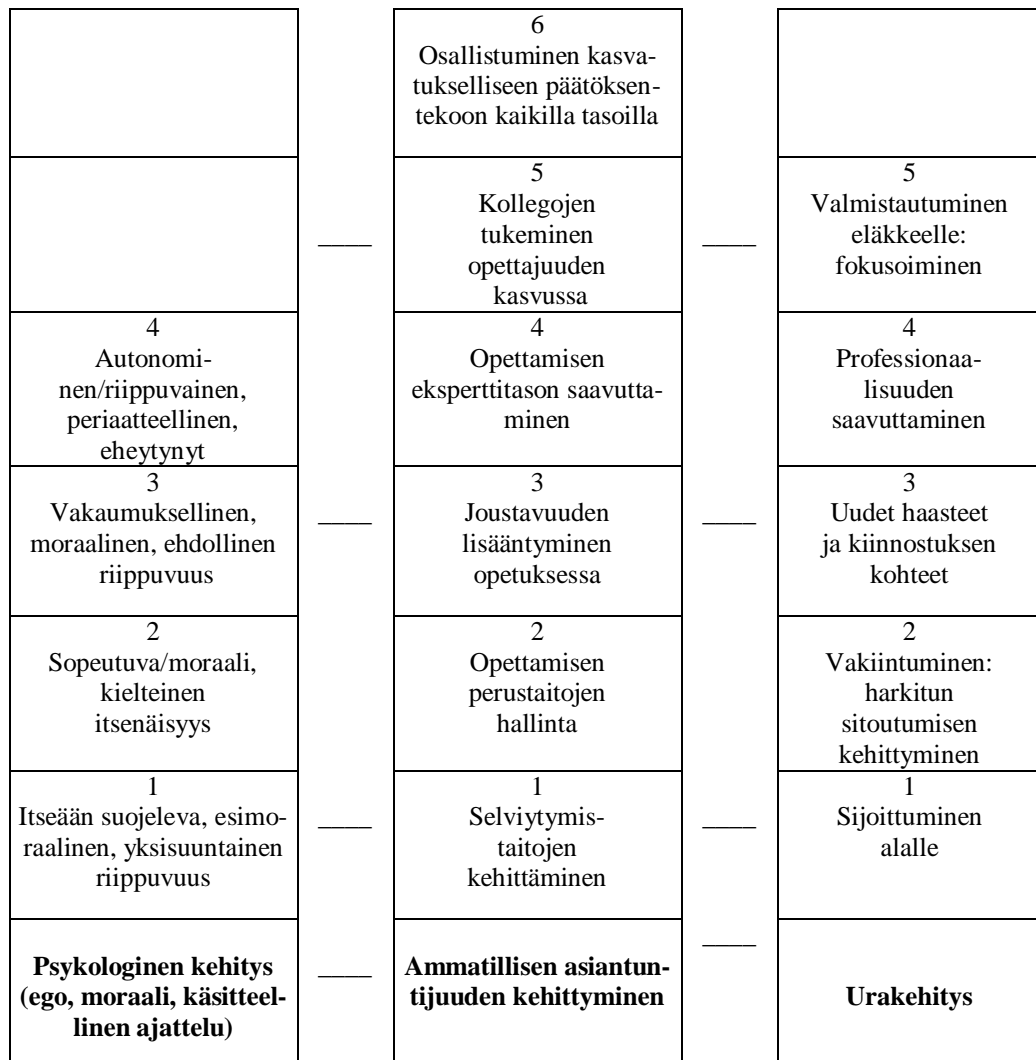 6
Osallistuminen kasva-
tukselliseen päätöksen-
tekoon kaikilla tasoilla
5
Kollegojen
tukeminen
opettajuuden
kasvussa
5
Valmistautuminen
eläkkeelle:
fokusoiminen
4
Autonomi-
nen/riippuvainen,
periaatteellinen,
eheytynyt
4
Opettamisen
eksperttitason saavutta-
minen
4
Professionaa-
lisuuden
saavuttaminen
3
Vakaumuksellinen,
moraalinen, ehdollinen
riippuvuus
3
Joustavuuden
lisääntyminen
opetuksessa
3
Uudet haasteet
ja kiinnostuksen
kohteet
2
Sopeutuva/moraali,
kielteinen
itsenäisyys
2
Opettamisen
perustaitojen
hallinta
2
Vakiintuminen:
harkitun
sitoutumisen
kehittyminen
1
Itseään suojeleva, esimo-
raalinen, yksisuuntainen
riippuvuus
1
Selviytymis-
taitojen
kehittäminen
1
Sijoittuminen
alalle
Psykologinen kehitys
(ego, moraali, käsitteel-
linen ajattelu)
Ammatillisen asiantun-
tijuuden kehittyminen
Urakehitys